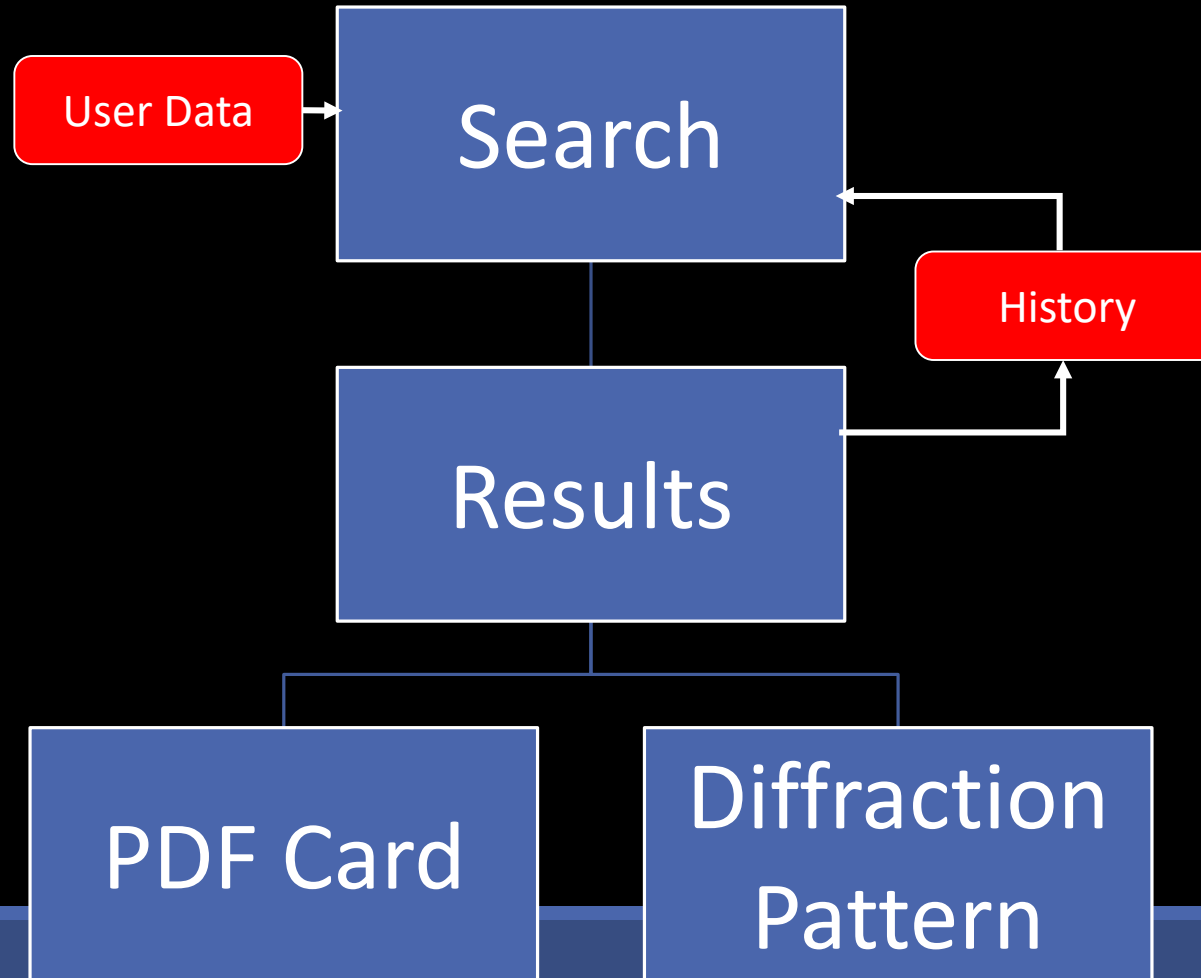 User Data
Search
History
Results
PDF Card
Diffraction
Pattern